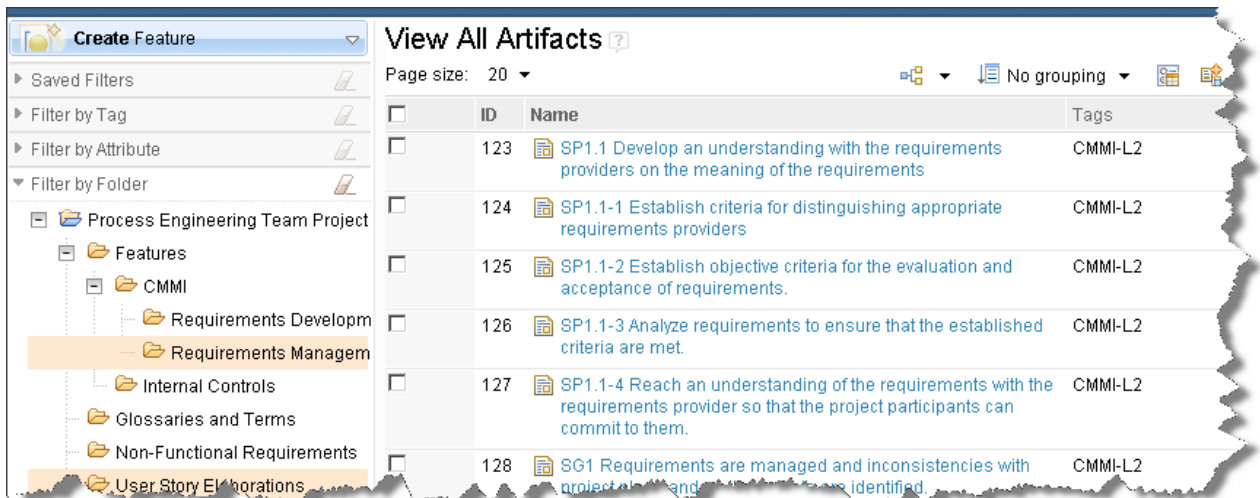 Create Feature
Saved Filters
Filter by Tag
Filter by Attribute
Filter by Folder
Process Engineering Team Project
Features
CMMI
Requirements Developm
Requirements Managem
Internal Controls
Glossaries and Terms
Non-Functional Requirements
User Story Elaborations
View All Artifacts ?
Page size: 20
No grouping
ID Name Tags
123 SP1.1 Develop an understanding with the requirements CMMI-L2
providers on the meaning of the requirements
124 SP1.1-1 Establish criteria for distinguishing appropriate CMMI-L2
requirements providers
125 SP1.1-2 Establish objective criteria for the evaluation and CMMI-L2
acceptance of requirements.
126 SP1.1-3 Analyze requirements to ensure that the established CMMI-L2
criteria are met.
127 SP1.1-4 Reach an understanding of the requirements with the CMMI-L2
requirements provider so that the project participants can
commit to them.
128 SG1 Requirements are managed and inconsistencies with CMMI-L2
project and identified.